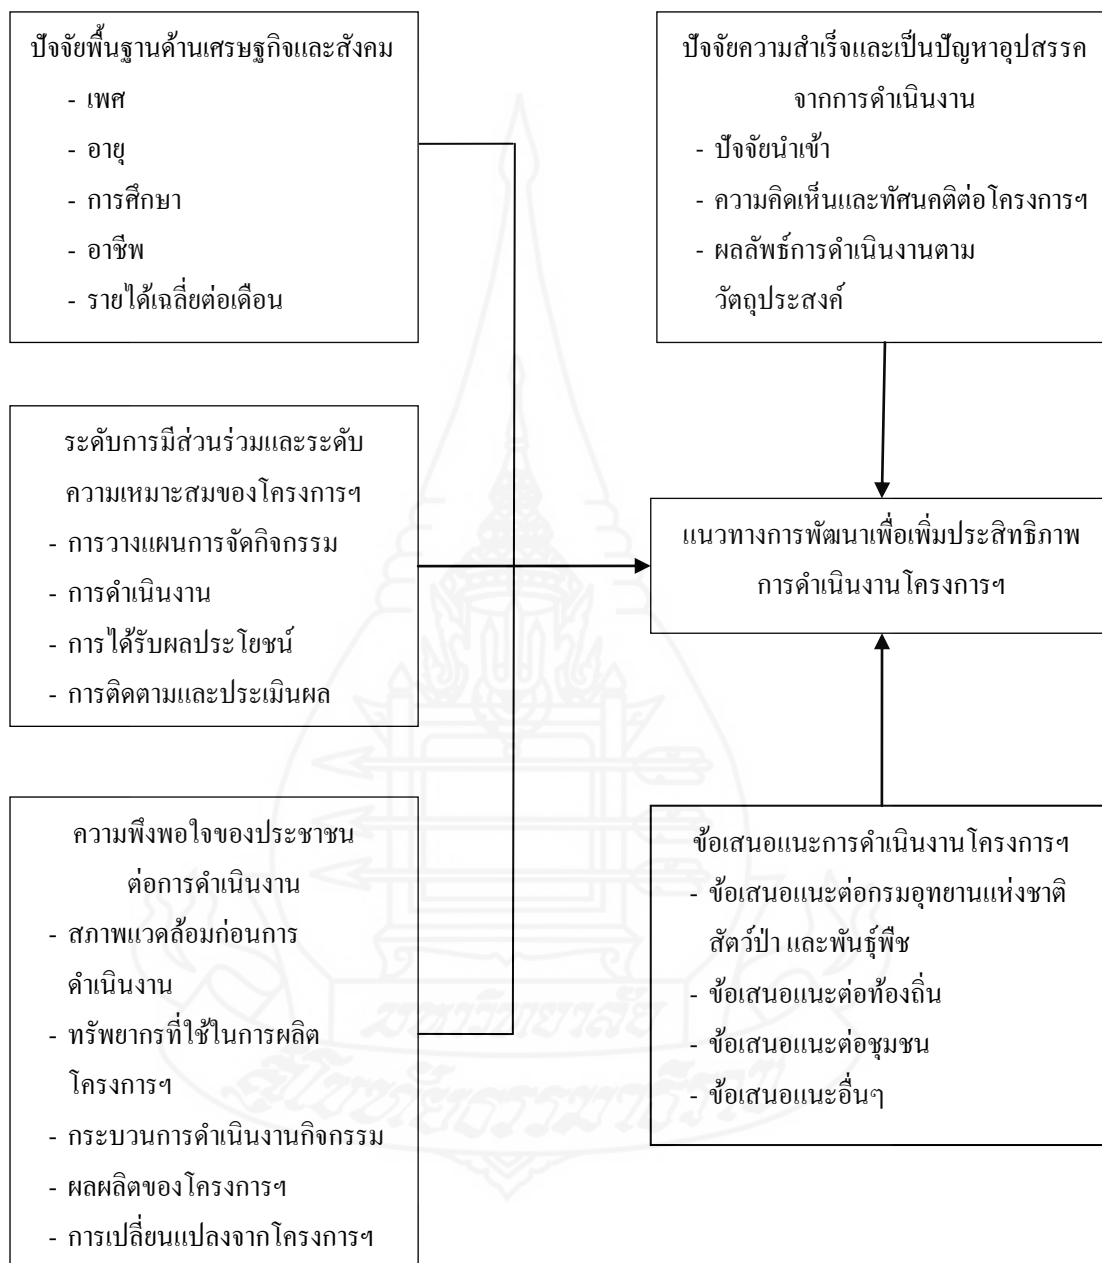 ปัจจัยพื้นฐานด้านเศรษฐกิจและสังคม
- เพศ
- อายุ
- การศึกษา
- อาชีพ
- รายได้เฉลี่ยต่อเดือน
ระดับการมีส่วนร่วมและระดับ
ความเหมาะสมของโครงการฯ
- การวางแผนการจัดกิจกรรม
- การดำเนินงาน
- การได้รับผลประโยชน์
- การติดตามและประเมินผล
ความพึงพอใจของประชาชน
ต่อการดำเนินงาน
- สภาพแวดล้อมก่อนการ
ดำเนินงาน
- ทรัพยากรที่ใช้ในการผลิต
โครงการฯ
- กระบวนการดำเนินงานกิจกรรม
- ผลผลิตของโครงการฯ
- การเปลี่ยนแปลงจากโครงการฯ
ปัจจัยความสำเร็จและเป็นปัญหาอุปสรรค
จากการดำเนินงาน
- ปัจจัยนำเข้า
- ความคิดเห็นและทัศนคติต่อโครงการฯ
- ผลลัพธ์การดำเนินงานตาม
วัตถุประสงค์
แนวทางการพัฒนาเพื่อเพิ่มประสิทธิภาพ
การดำเนินงานโครงการฯ
ข้อเสนอแนะการดำเนินงานโครงการฯ
- ข้อเสนอแนะต่อกรมอุทยานแห่งชาติ
สัตว์ป่า และพันธุ์พืช
- ข้อเสนอแนะต่อท้องถิ่น
- ข้อเสนอแนะต่อชุมชน
- ข้อเสนอแนะอื่นๆ
มหาวิทยาลัย
สุโขทัยธรรมาธิราช